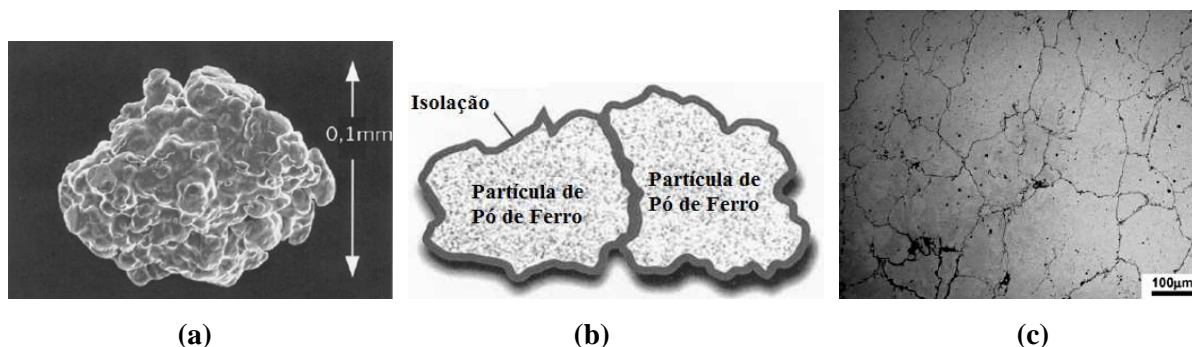 0,1mm
Isolação
Partícula de
Pó de Ferro
Partícula de
Pó de Ferro
100µm
(a)
(b)
(c)